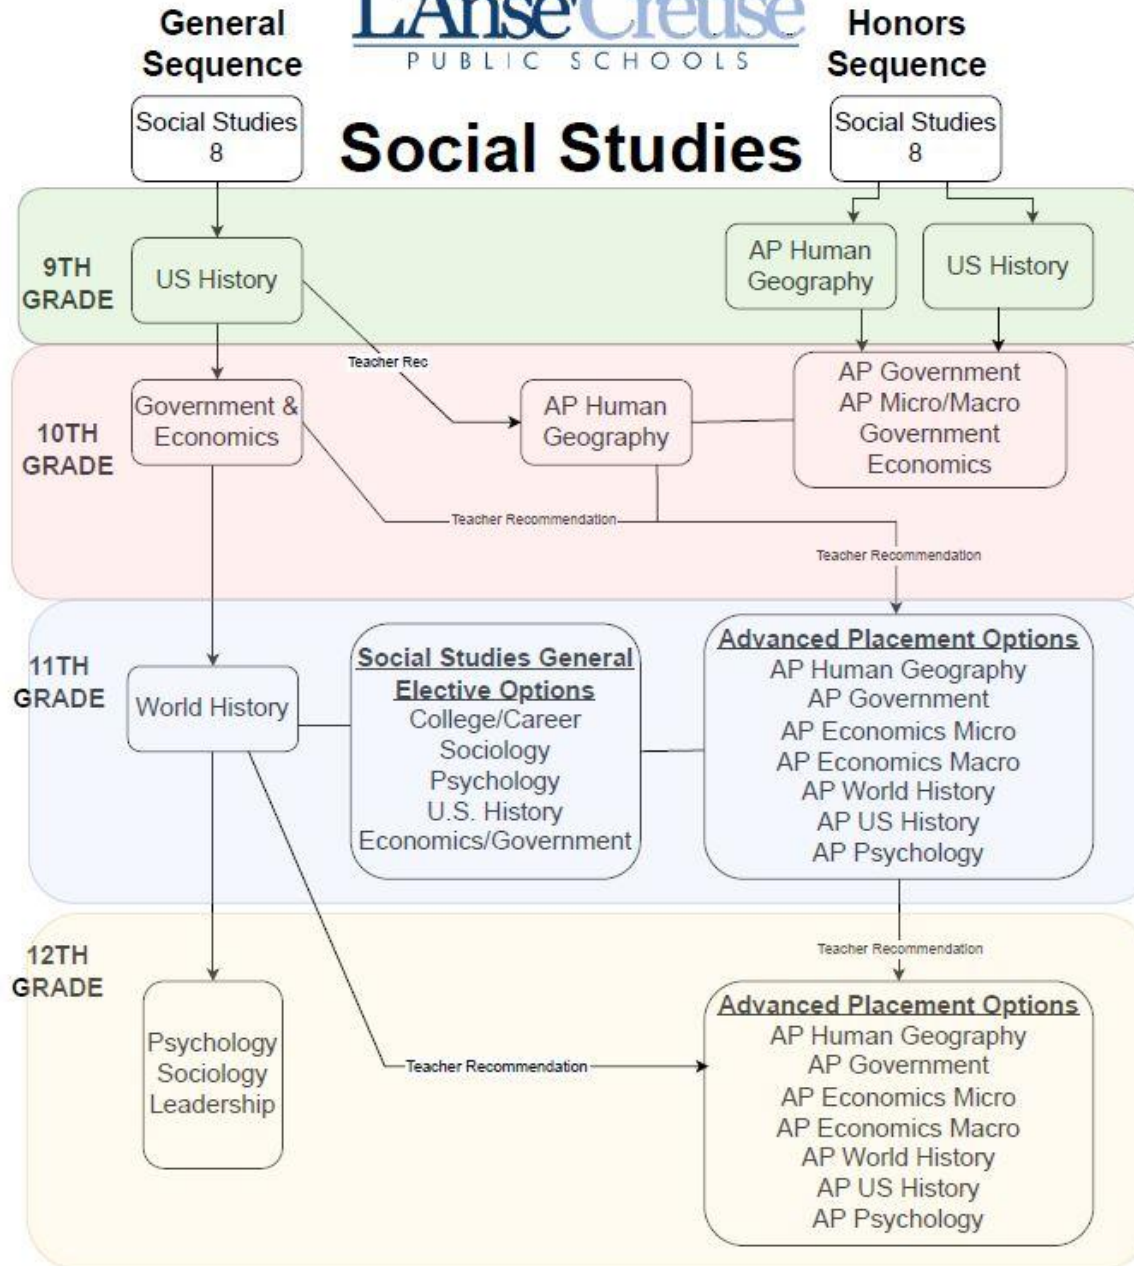 General
Sequence
L'Anse Creuse
PUBLIC SCHOOLS
Honors
Sequence
Social Studies
8
Social Studies
Social Studies
8
9TH
GRADE
US History
AP Human
Geography
US History
Teacher Rec
10TH
GRADE
Government &
Economics
AP Human
Geography
AP Government
AP Micro/Macro
Government
Economics
Teacher Recommendation
Teacher Recommendation
11TH
GRADE
World History
Social Studies General
Elective Options
College/Career
Sociology
Psychology
U.S. History
Economics/Government
Advanced Placement Options
AP Human Geography
AP Government
AP Economics Micro
AP Economics Macro
AP World History
AP US History
AP Psychology
12TH
GRADE
Teacher Recommendation
Psychology
Sociology
Leadership
Teacher Recommendation
Advanced Placement Options
AP Human Geography
AP Government
AP Economics Micro
AP Economics Macro
AP World History
AP US History
AP Psychology